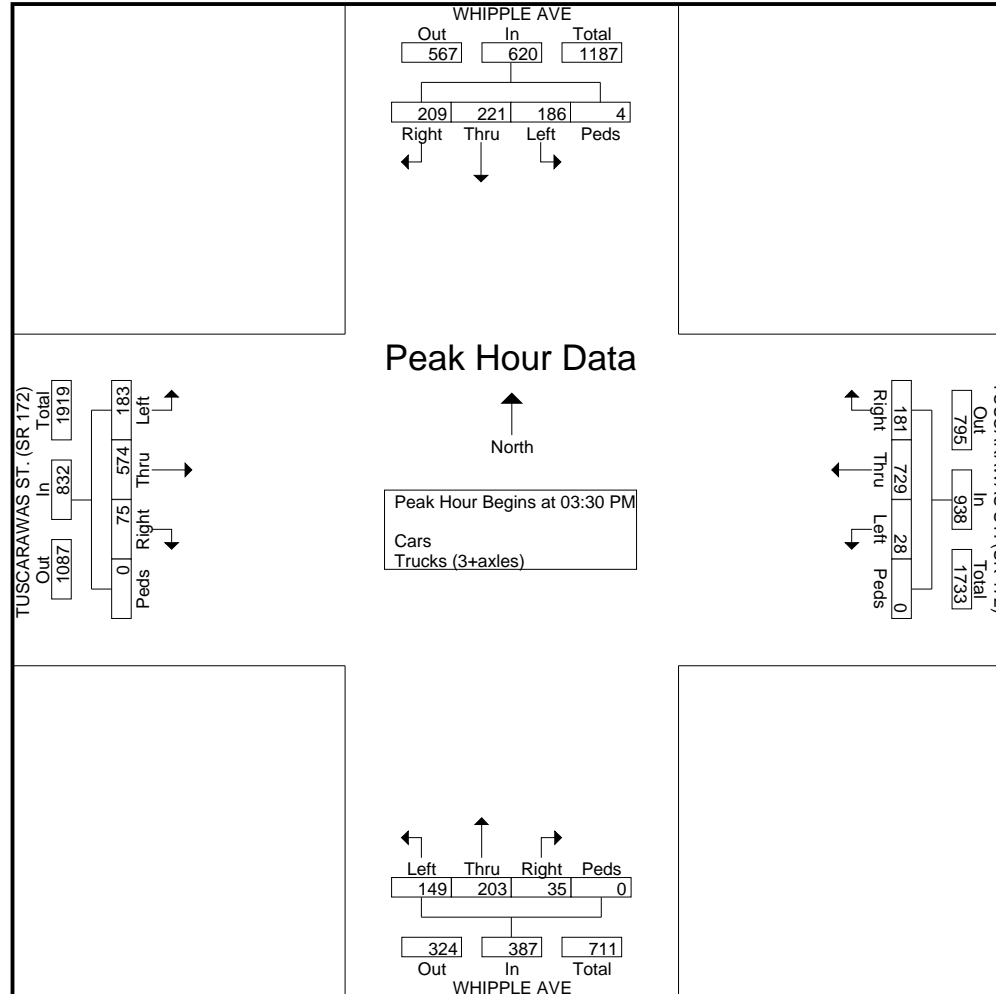 WHIPPLE AVE
Out In Total
567 620 1187
209 221 186 4
Right Thru Left Peds
Peak Hour Data
North
Peak Hour Begins at 03:30 PM
Cars
Trucks (3+axles)
TUSCARAWAS ST. (SR 172)
Total In Out
1919 832 1087
183 574 75 0
Left Thru Right Peds
Out In Total
795 938 1733
181 729 28 0
Right Thru Left Peds
Left Thru Right Peds
149 203 35 0
324 387 711
Out In Total
WHIPPLE AVE